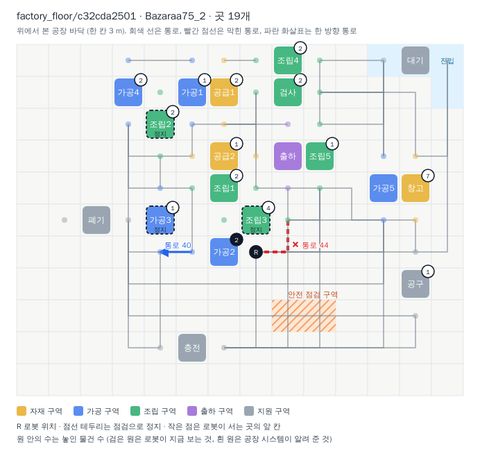 factory_floor/c32cda2501 · Bazaraa75_2 · 곳 19개
위에서 본 공장 바닥 (한 칸 3 m). 회색 선은 통로, 빨간 점선은 막힌 통로, 파란 화살표는 한 방향 통로
조립4 2
대기
진입
가공4 2
가공1 1
공급1 2
검사 2
조립2 2
정지
공급2 1
출하
조립5 1
조립1 2
가공5
창고 7
폐기
가공3 1
정지
조립3 4
정지
통로 40
가공2 2
R
✖ 통로 44
공구 1
안전 점검 구역
충전
자재 구역
가공 구역
조립 구역
출하 구역
지원 구역
R 로봇 위치 · 점선 테두리는 점검으로 정지 · 작은 점은 로봇이 서는 곳의 앞 칸
원 안의 수는 놓인 물건 수 (검은 원은 로봇이 지금 보는 것, 흰 원은 공장 시스템이 알려 준 것)